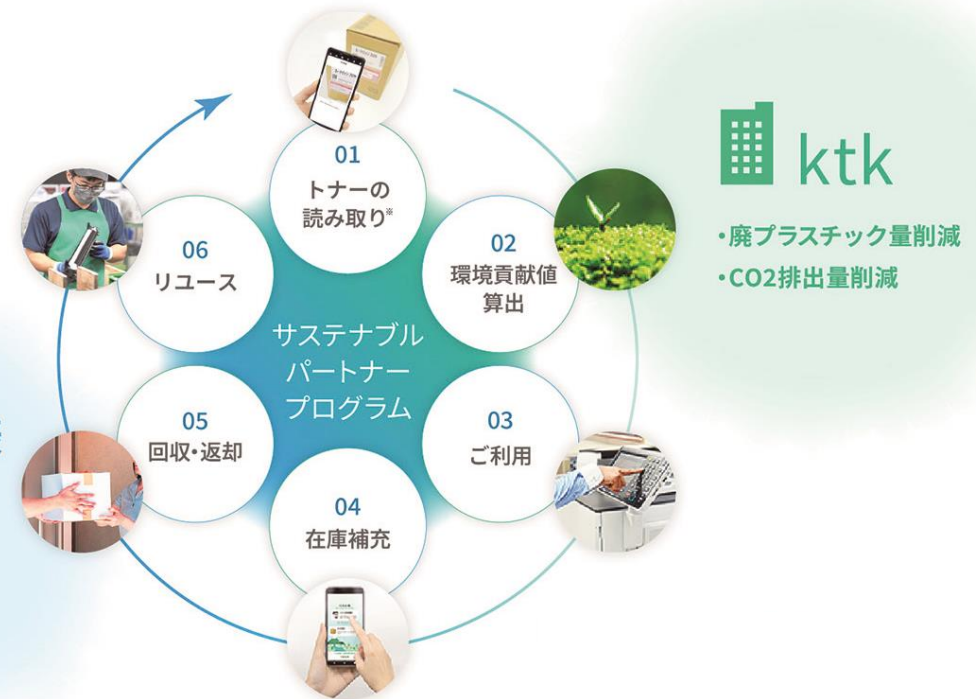 01
トナーの
読み取り※
02
環境貢献値
算出
03
ご利用
04
在庫補充
05
回収・返却
06
リユース
サステナブル
パートナー
プログラム
ktk
・廃プラスチック量削減
・CO2排出量削減